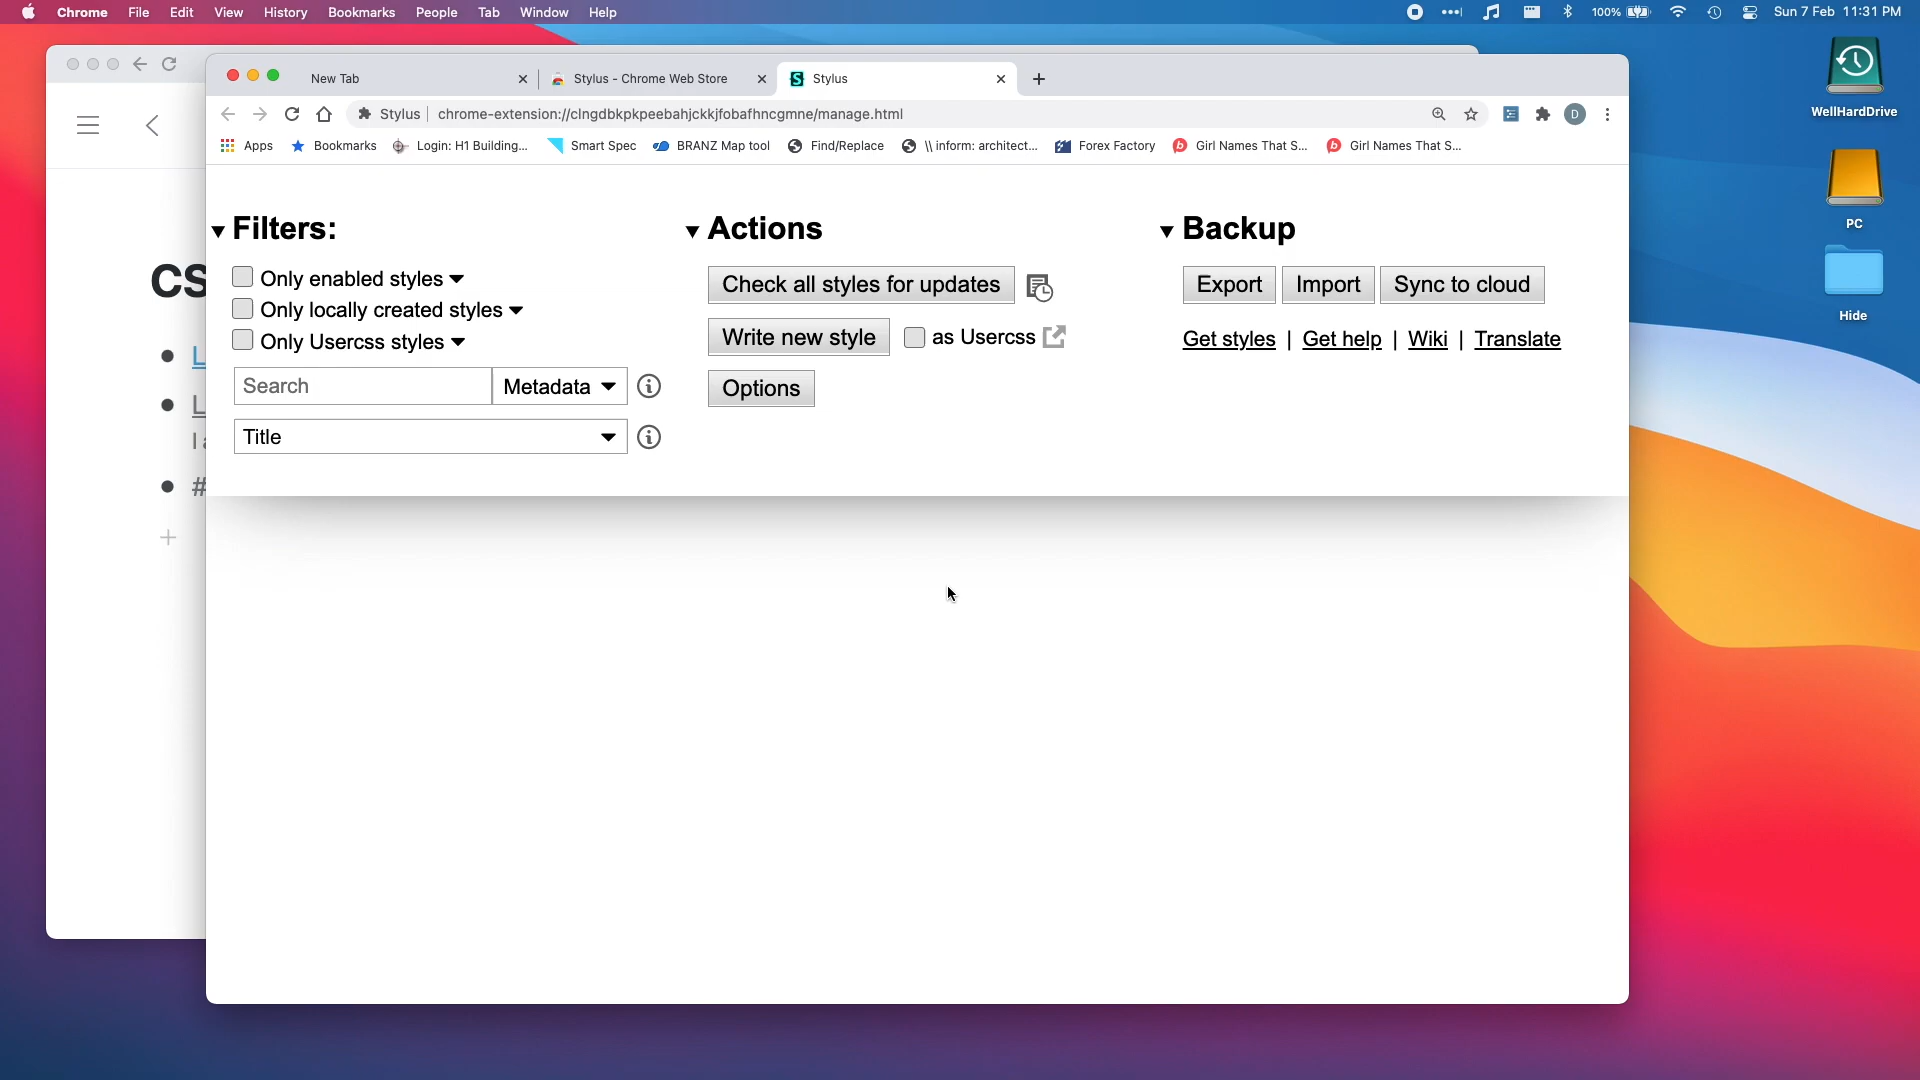 Chrome File Edit View History Bookmarks People Tab Window Help
100% Sun 7 Feb 11:31 PM
New Tab
Stylus - Chrome Web Store
Stylus
Stylus chrome-extension://clngdbkpkpeebahjckkjfobafhncgmne/manage.html
D
Apps Bookmarks Login: H1 Building... Smart Spec BRANZ Map tool Find/Replace \\ inform: architect... Forex Factory Girl Names That S... Girl Names That S...
WellHardDrive
PC
Hide
CS
L
L
I a
#
Filters:
Only enabled styles
Only locally created styles
Only Usercss styles
Search Metadata
Title
Actions
Check all styles for updates
Write new style as Usercss
Options
Backup
Export Import Sync to cloud
Get styles | Get help | Wiki | Translate